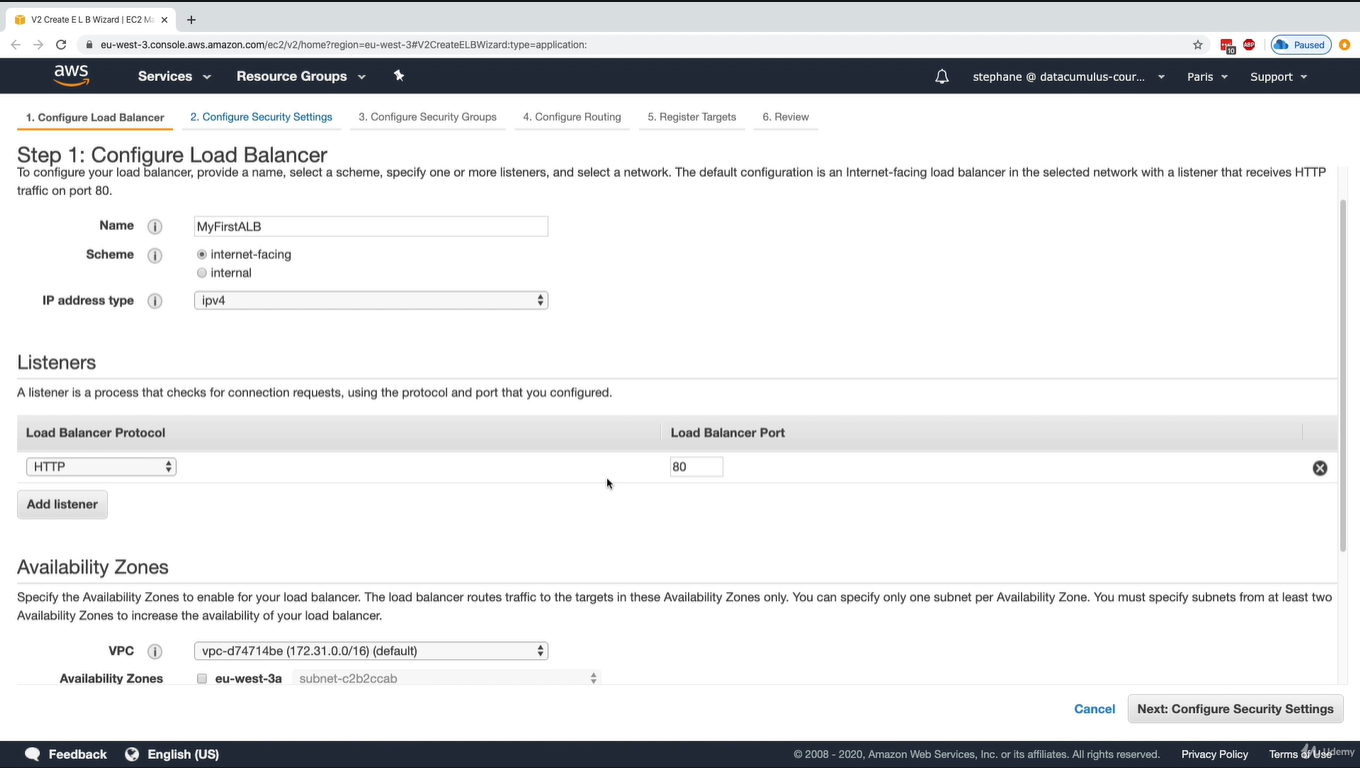 V2 Create E L B Wizard | EC2 Ma
eu-west-3.console.aws.amazon.com/ec2/v2/home?region=eu-west-3#V2CreateELBWizard:type=application:
10
ABP
Paused
aws
Services
Resource Groups
stephane @ datacumulus-cour...
Paris
Support
1. Configure Load Balancer
2. Configure Security Settings
3. Configure Security Groups
4. Configure Routing
5. Register Targets
6. Review
Step 1: Configure Load Balancer
To configure your load balancer, provide a name, select a scheme, specify one or more listeners, and select a network. The default configuration is an Internet-facing load balancer in the selected network with a listener that receives HTTP
traffic on port 80.
Name i MyFirstALB
Scheme i internet-facing
internal
IP address type i ipv4
Listeners
A listener is a process that checks for connection requests, using the protocol and port that you configured.
Load Balancer Protocol
Load Balancer Port
HTTP
80
Add listener
Availability Zones
Specify the Availability Zones to enable for your load balancer. The load balancer routes traffic to the targets in these Availability Zones only. You can specify only one subnet per Availability Zone. You must specify subnets from at least two
Availability Zones to increase the availability of your load balancer.
VPC i vpc-d74714be (172.31.0.0/16) (default)
Availability Zones eu-west-3a subnet-c2b2ccab
Cancel
Next: Configure Security Settings
Feedback
English (US)
© 2008 - 2020, Amazon Web Services, Inc. or its affiliates. All rights reserved.
Privacy Policy
Terms of Use
Udemy